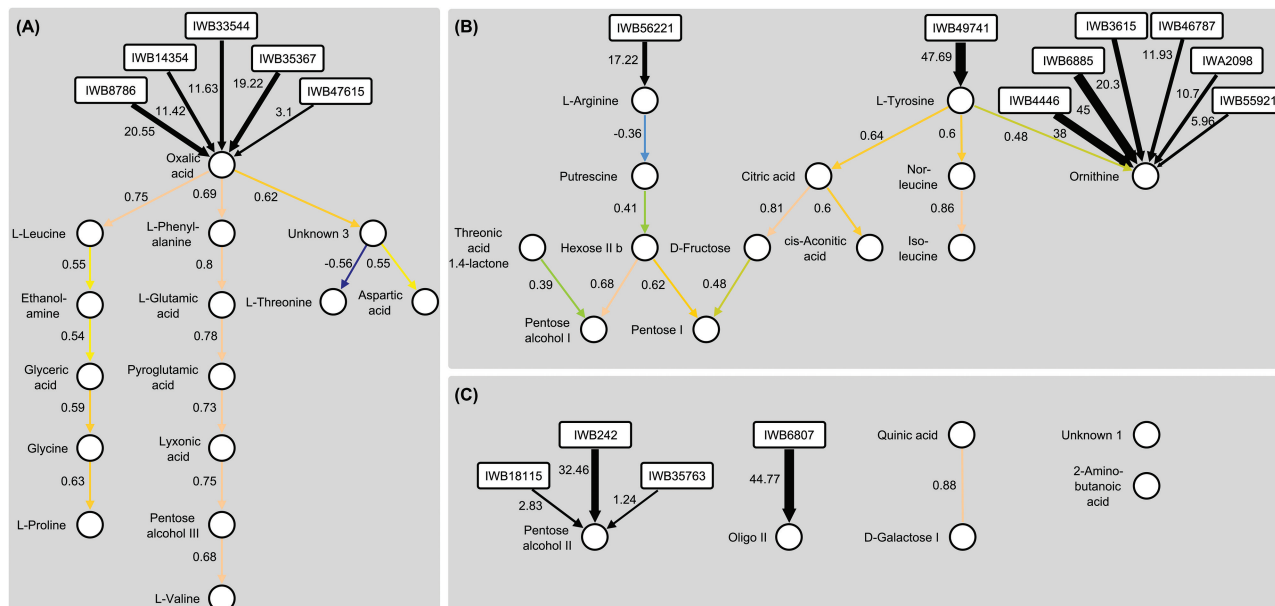 (A)
IWB33544
IWB14354
IWB35367
IWB8786
IWB47615
11.63
19.22
11.42
3.1
20.55
Oxalic
acid
0.75
0.69
0.62
L-Leucine
L-Phenyl-
alanine
Unknown 3
0.55
0.8
-0.56
0.55
Ethanol-
amine
L-Glutamic
acid
L-Threonine
Aspartic
acid
0.54
0.78
Glyceric
acid
Pyroglutamic
acid
0.59
0.73
Glycine
Lyxonic
acid
0.63
0.75
L-Proline
Pentose
alcohol III
0.68
L-Valine
(B)
IWB56221
IWB49741
IWB3615
IWB46787
IWB6885
IWA2098
IWB4446
IWB55921
17.22
47.69
11.93
20.3
10.7
45
5.96
38
L-Arginine
L-Tyrosine
-0.36
0.64
0.6
0.48
Putrescine
Citric acid
Nor-
leucine
Ornithine
0.41
0.81
0.6
0.86
Threonic
acid
1.4-lactone
Hexose II b
D-Fructose
cis-Aconitic
acid
Iso-
leucine
0.39
0.68
0.62
0.48
Pentose
alcohol I
Pentose I
(C)
IWB242
IWB6807
Quinic acid
Unknown 1
IWB18115
32.46
IWB35763
44.77
0.88
2-Amino-
butanoic
acid
2.83
1.24
Pentose
alcohol II
Oligo II
D-Galactose I